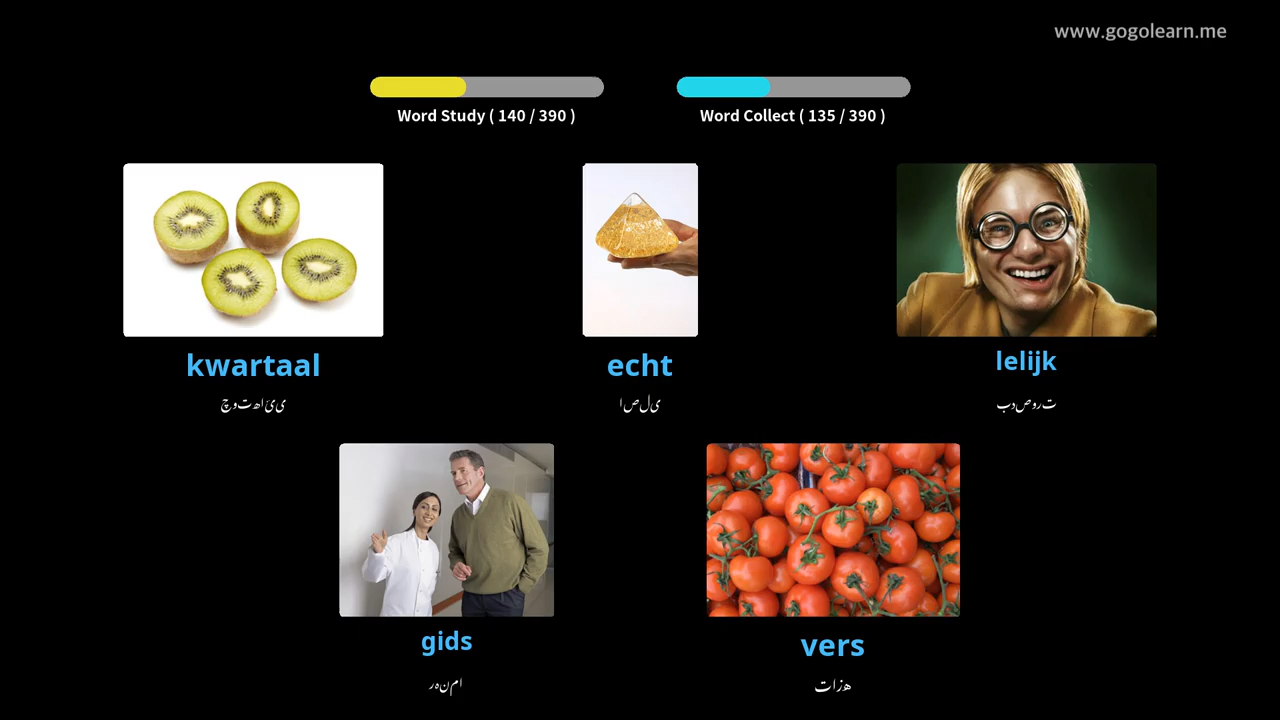 www.gogolearn.me
Word Study ( 140 / 390 )
Word Collect ( 135 / 390 )
kwartaal
چوتھائی
echt
اصلی
lelijk
بدصورت
gids
رہنما
vers
تازہ